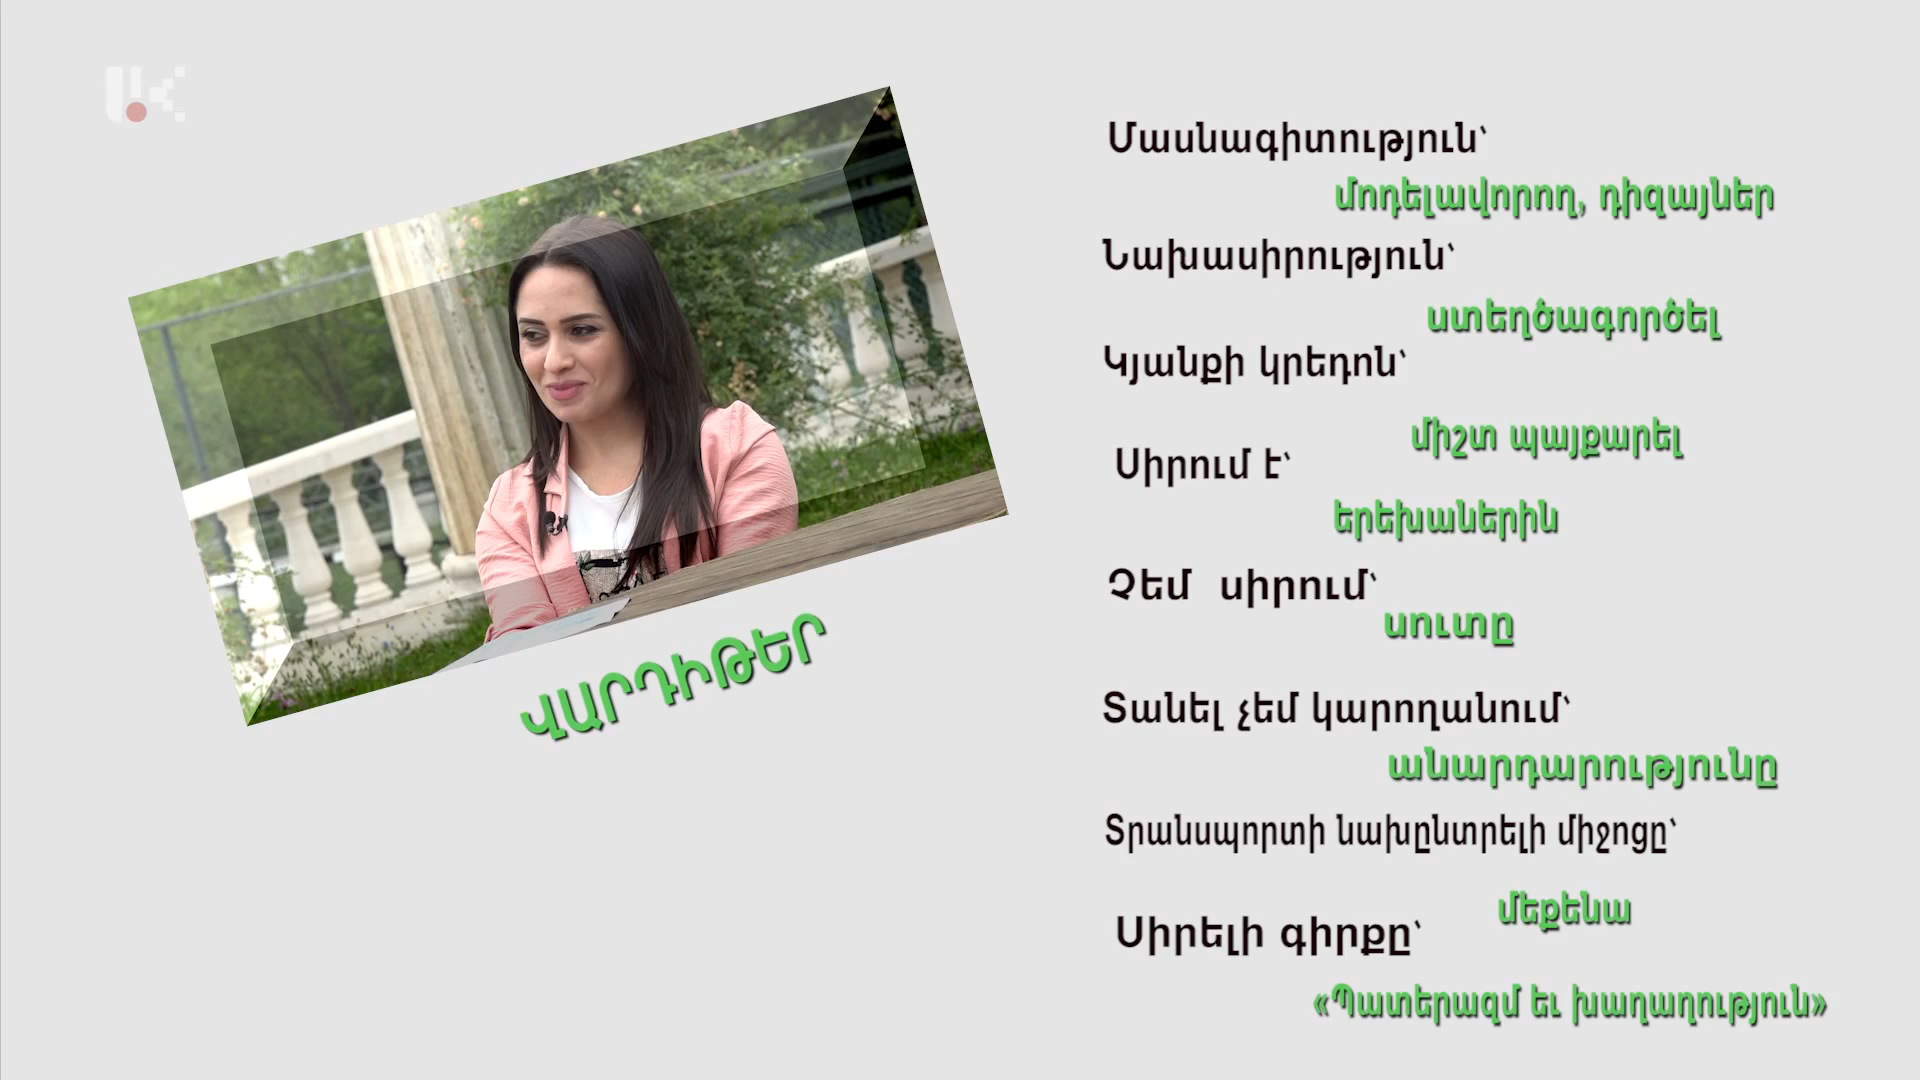 Մասնագիտություն՝
մոդելավորող, դիզայներ
Նախասիրություն՝
ստեղծագործել
Կյանքի կրեդոն՝
միշտ պայքարել
Սիրում է՝
երեխաներին
Չեմ սիրում՝
սուտը
Տանել չեմ կարողանում՝
անարդարությունը
Տրանսպորտի նախընտրելի միջոցը՝
մեքենա
Սիրելի գիրքը՝
«Պատերազմ եւ խաղաղություն»
ՎԱՐԴԻԹԵՐ